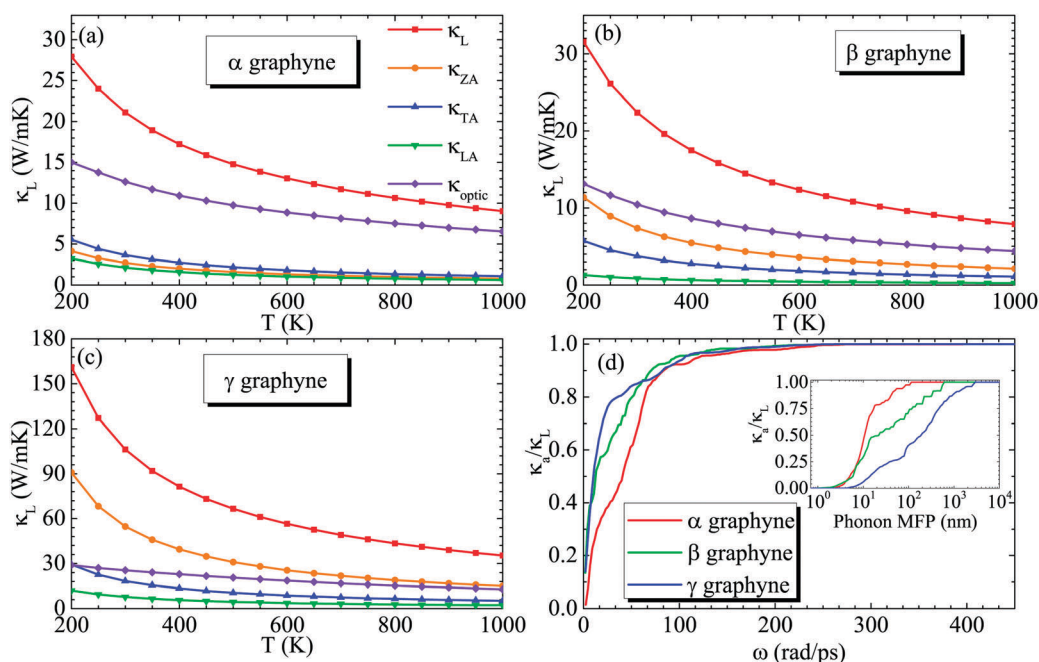 (a)
α graphyne
κL
κZA
κTA
κLA
κoptic
30
25
20
15
10
5
0
κL (W/mK)
200 400 600 800 1000
T (K)
(b)
β graphyne
30
20
10
0
κL (W/mK)
200 400 600 800 1000
T (K)
(c)
γ graphyne
180
150
120
90
60
30
0
κL (W/mK)
200 400 600 800 1000
T (K)
(d)
1.0
0.8
0.6
0.4
0.2
0.0
κa/κL
1.00
0.75
0.50
0.25
0.00
κa/κL
10^0 10^1 10^2 10^3 10^4
Phonon MFP (nm)
α graphyne
β graphyne
γ graphyne
0 100 200 300 400
ω (rad/ps)